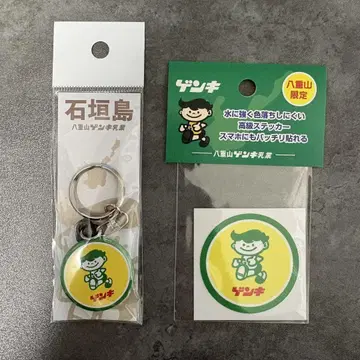 石垣島
八重山ゲンキ乳業
ゲンキ
ゲンキ
八重山
限定
水に強く色落ちしにくい
高級ステッカー
スマホにもバッチリ貼れる
八重山ゲンキ乳業
ゲンキ